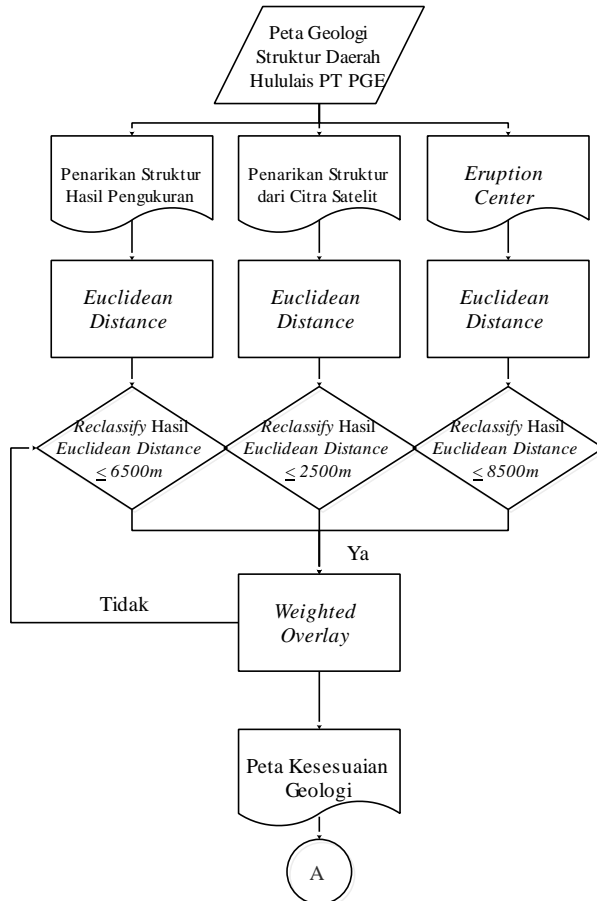 Peta Geologi
Struktur Daerah
Hululais PT PGE
Penarikan Struktur
Hasil Pengukuran
Penarikan Struktur
dari Citra Satelit
Eruption
Center
Euclidean
Distance
Euclidean
Distance
Euclidean
Distance
Reclassify Hasil
Euclidean Distance
≤ 6500m
Reclassify Hasil
Euclidean Distance
≤ 2500m
Reclassify Hasil
Euclidean Distance
≤ 8500m
Ya
Tidak
Weighted
Overlay
Peta Kesesuaian
Geologi
A